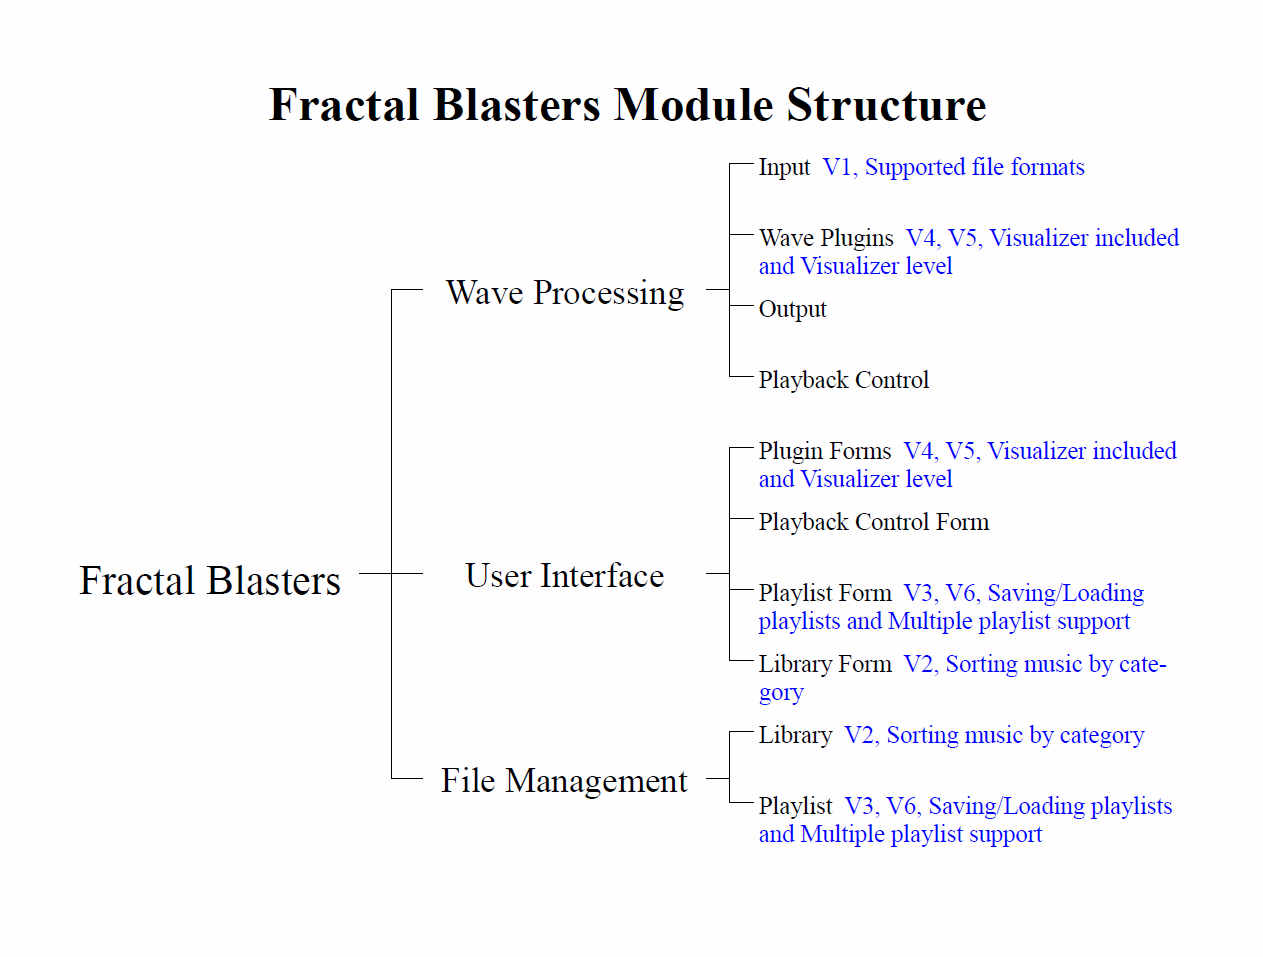 Fractal Blasters Module Structure
Input V1, Supported file formats
Wave Plugins V4, V5, Visualizer included
and Visualizer level
Wave Processing
Output
Playback Control
Plugin Forms V4, V5, Visualizer included
and Visualizer level
Playback Control Form
Fractal Blasters
User Interface
Playlist Form V3, V6, Saving/Loading
playlists and Multiple playlist support
Library Form V2, Sorting music by cate-
gory
Library V2, Sorting music by category
File Management
Playlist V3, V6, Saving/Loading playlists
and Multiple playlist support